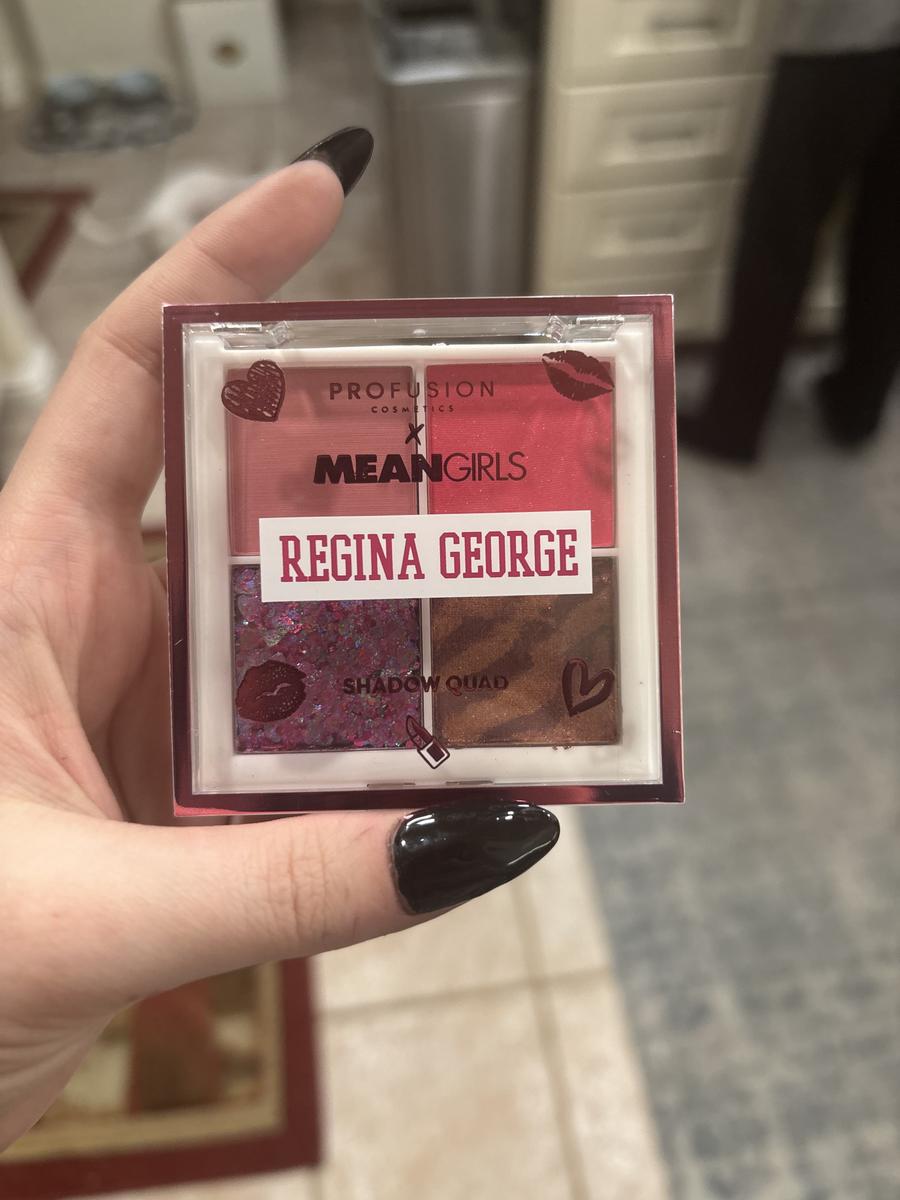 PROFUSION
COSMETICS
X
MEANGIRLS
REGINA GEORGE
SHADOW QUAD